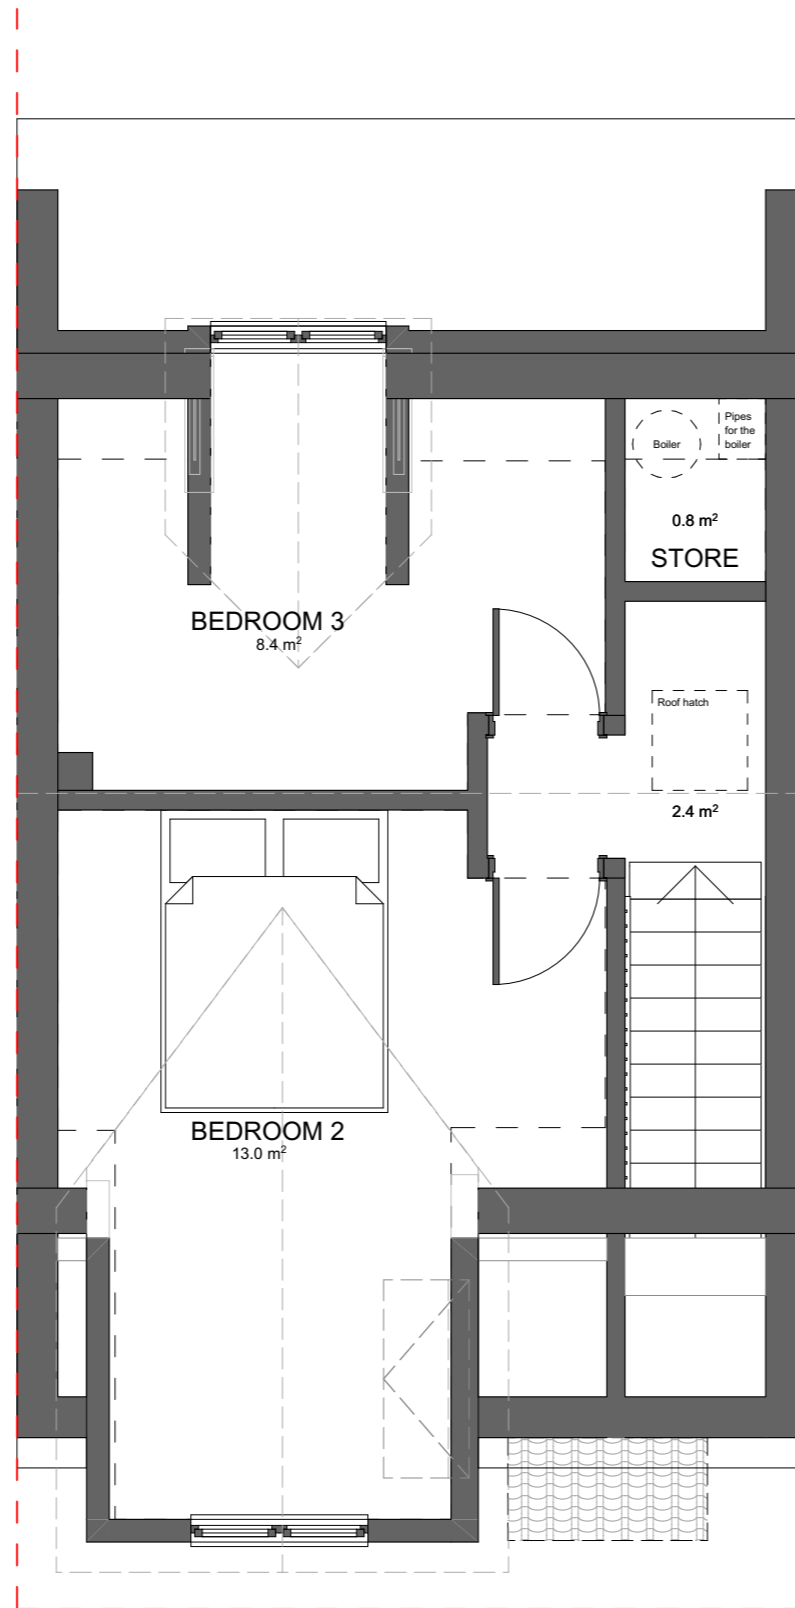 Pipes
for the
boiler
Boiler
0.8 m²
STORE
BEDROOM 3
8.4 m²
Roof hatch
2.4 m²
BEDROOM 2
13.0 m²